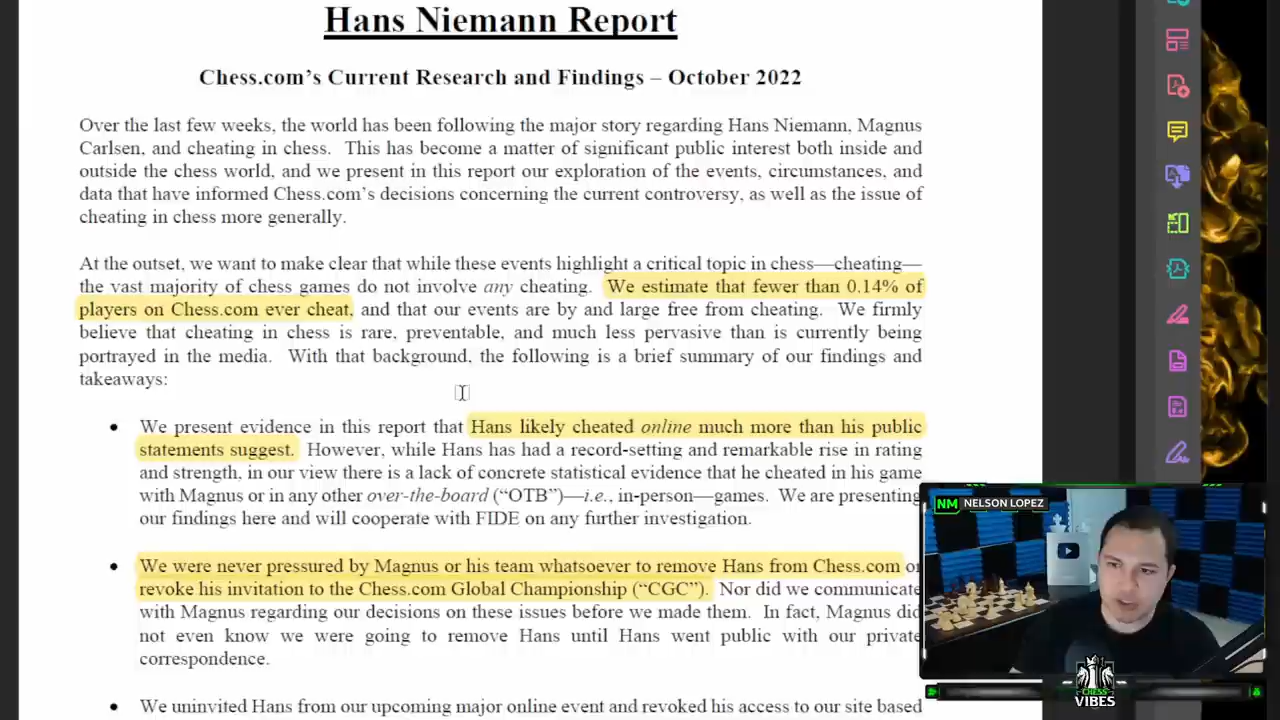 Hans Niemann Report
Chess.com’s Current Research and Findings – October 2022
Over the last few weeks, the world has been following the major story regarding Hans Niemann, Magnus
Carlsen, and cheating in chess. This has become a matter of significant public interest both inside and
outside the chess world, and we present in this report our exploration of the events, circumstances, and
data that have informed Chess.com’s decisions concerning the current controversy, as well as the issue of
cheating in chess more generally.
At the outset, we want to make clear that while these events highlight a critical topic in chess—cheating—
the vast majority of chess games do not involve any cheating. We estimate that fewer than 0.14% of
players on Chess.com ever cheat, and that our events are by and large free from cheating. We firmly
believe that cheating in chess is rare, preventable, and much less pervasive than is currently being
portrayed in the media. With that background, the following is a brief summary of our findings and
takeaways:
• We present evidence in this report that Hans likely cheated online much more than his public
statements suggest. However, while Hans has had a record-setting and remarkable rise in rating
and strength, in our view there is a lack of concrete statistical evidence that he cheated in his game
with Magnus or in any other over-the-board (“OTB”)—i.e., in-person—games. We are presenting
our findings here and will cooperate with FIDE on any further investigation.
• We were never pressured by Magnus or his team whatsoever to remove Hans from Chess.com or
revoke his invitation to the Chess.com Global Championship (“CGC”). Nor did we communicate
with Magnus regarding our decisions on these issues before we made them. In fact, Magnus did
not even know we were going to remove Hans until Hans went public with our private
correspondence.
• We uninvited Hans from our upcoming major online event and revoked his access to our site based
NM NELSON LOPEZ
CHESS
VIBES